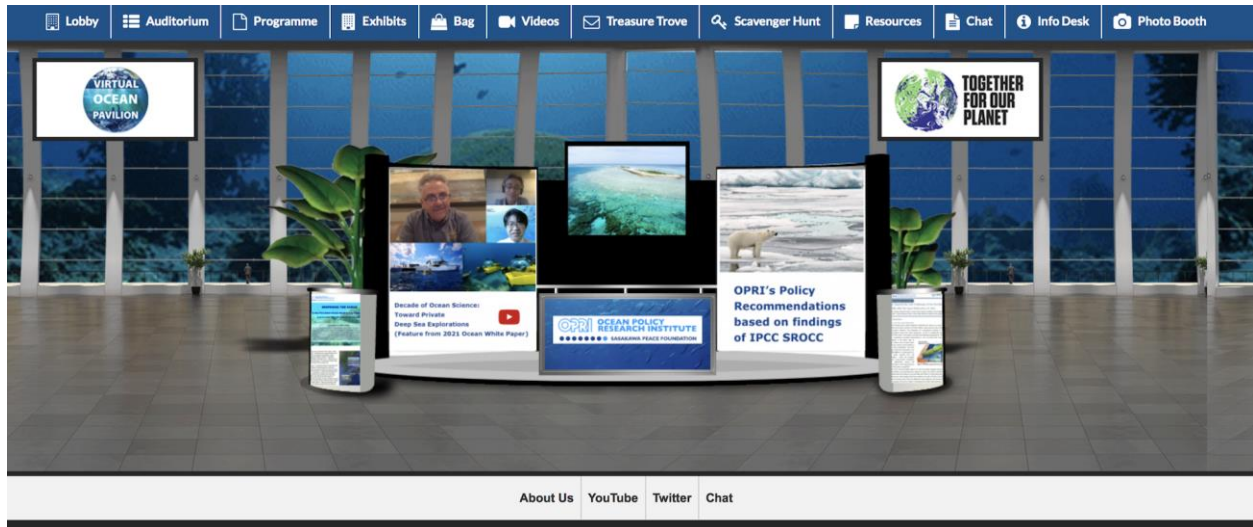 Lobby
Auditorium
Programme
Exhibits
Bag
Videos
Treasure Trove
Scavenger Hunt
Resources
Chat
Info Desk
Photo Booth
VIRTUAL
OCEAN
PAVILION
TOGETHER
FOR OUR
PLANET
Decade of Ocean Science:
Toward Private
Deep Sea Explorations
(Feature from 2021 Ocean White Paper)
OPRI OCEAN POLICY
RESEARCH INSTITUTE
SASAKAWA PEACE FOUNDATION
OPRI's Policy
Recommendations
based on findings
of IPCC SROCC
About Us
YouTube
Twitter
Chat